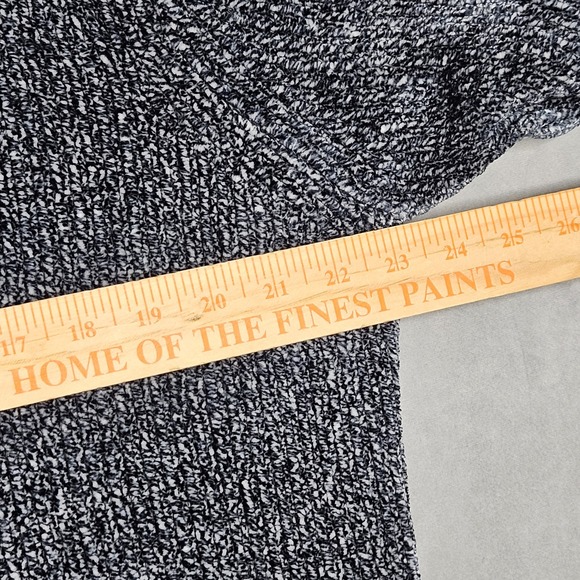 17 18 19 20 21 22 23 24 25 26
HOME OF THE FINEST PAINTS